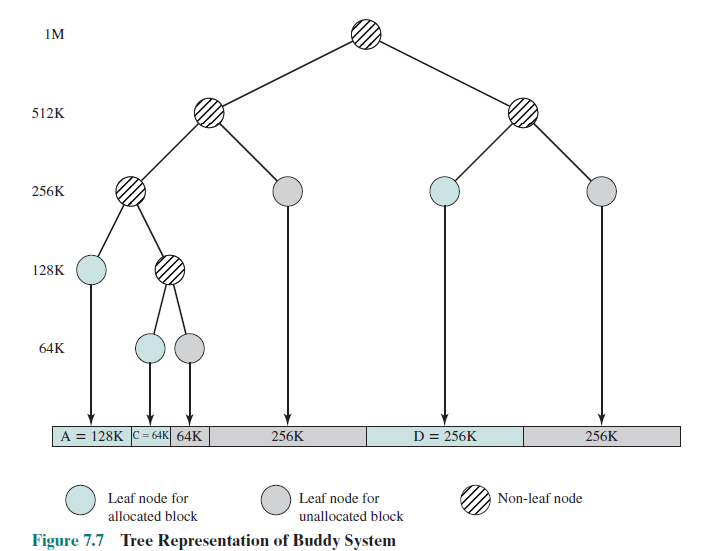 1M
512K
256K
128K
64K
A = 128K C = 64K 64K 256K D = 256K 256K
Leaf node for
allocated block
Leaf node for
unallocated block
Non-leaf node
Figure 7.7 Tree Representation of Buddy System